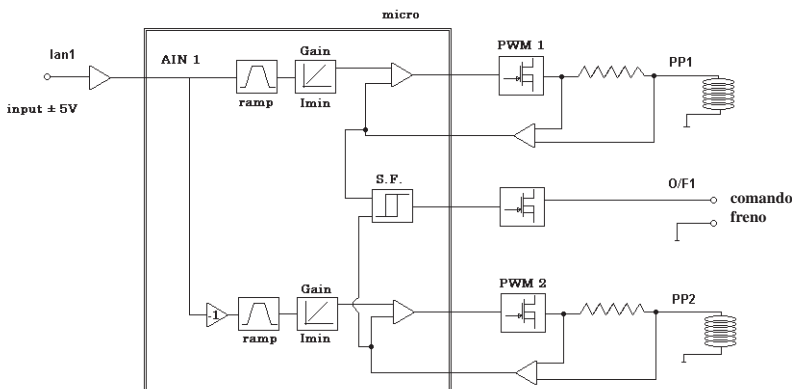 micro
Ian1
AIN 1
Gain
PWM 1
PP1
input ± 5V
ramp
Imin
S.F.
O/F1
comando
freno
Gain
PWM 2
PP2
-1
ramp
Imin